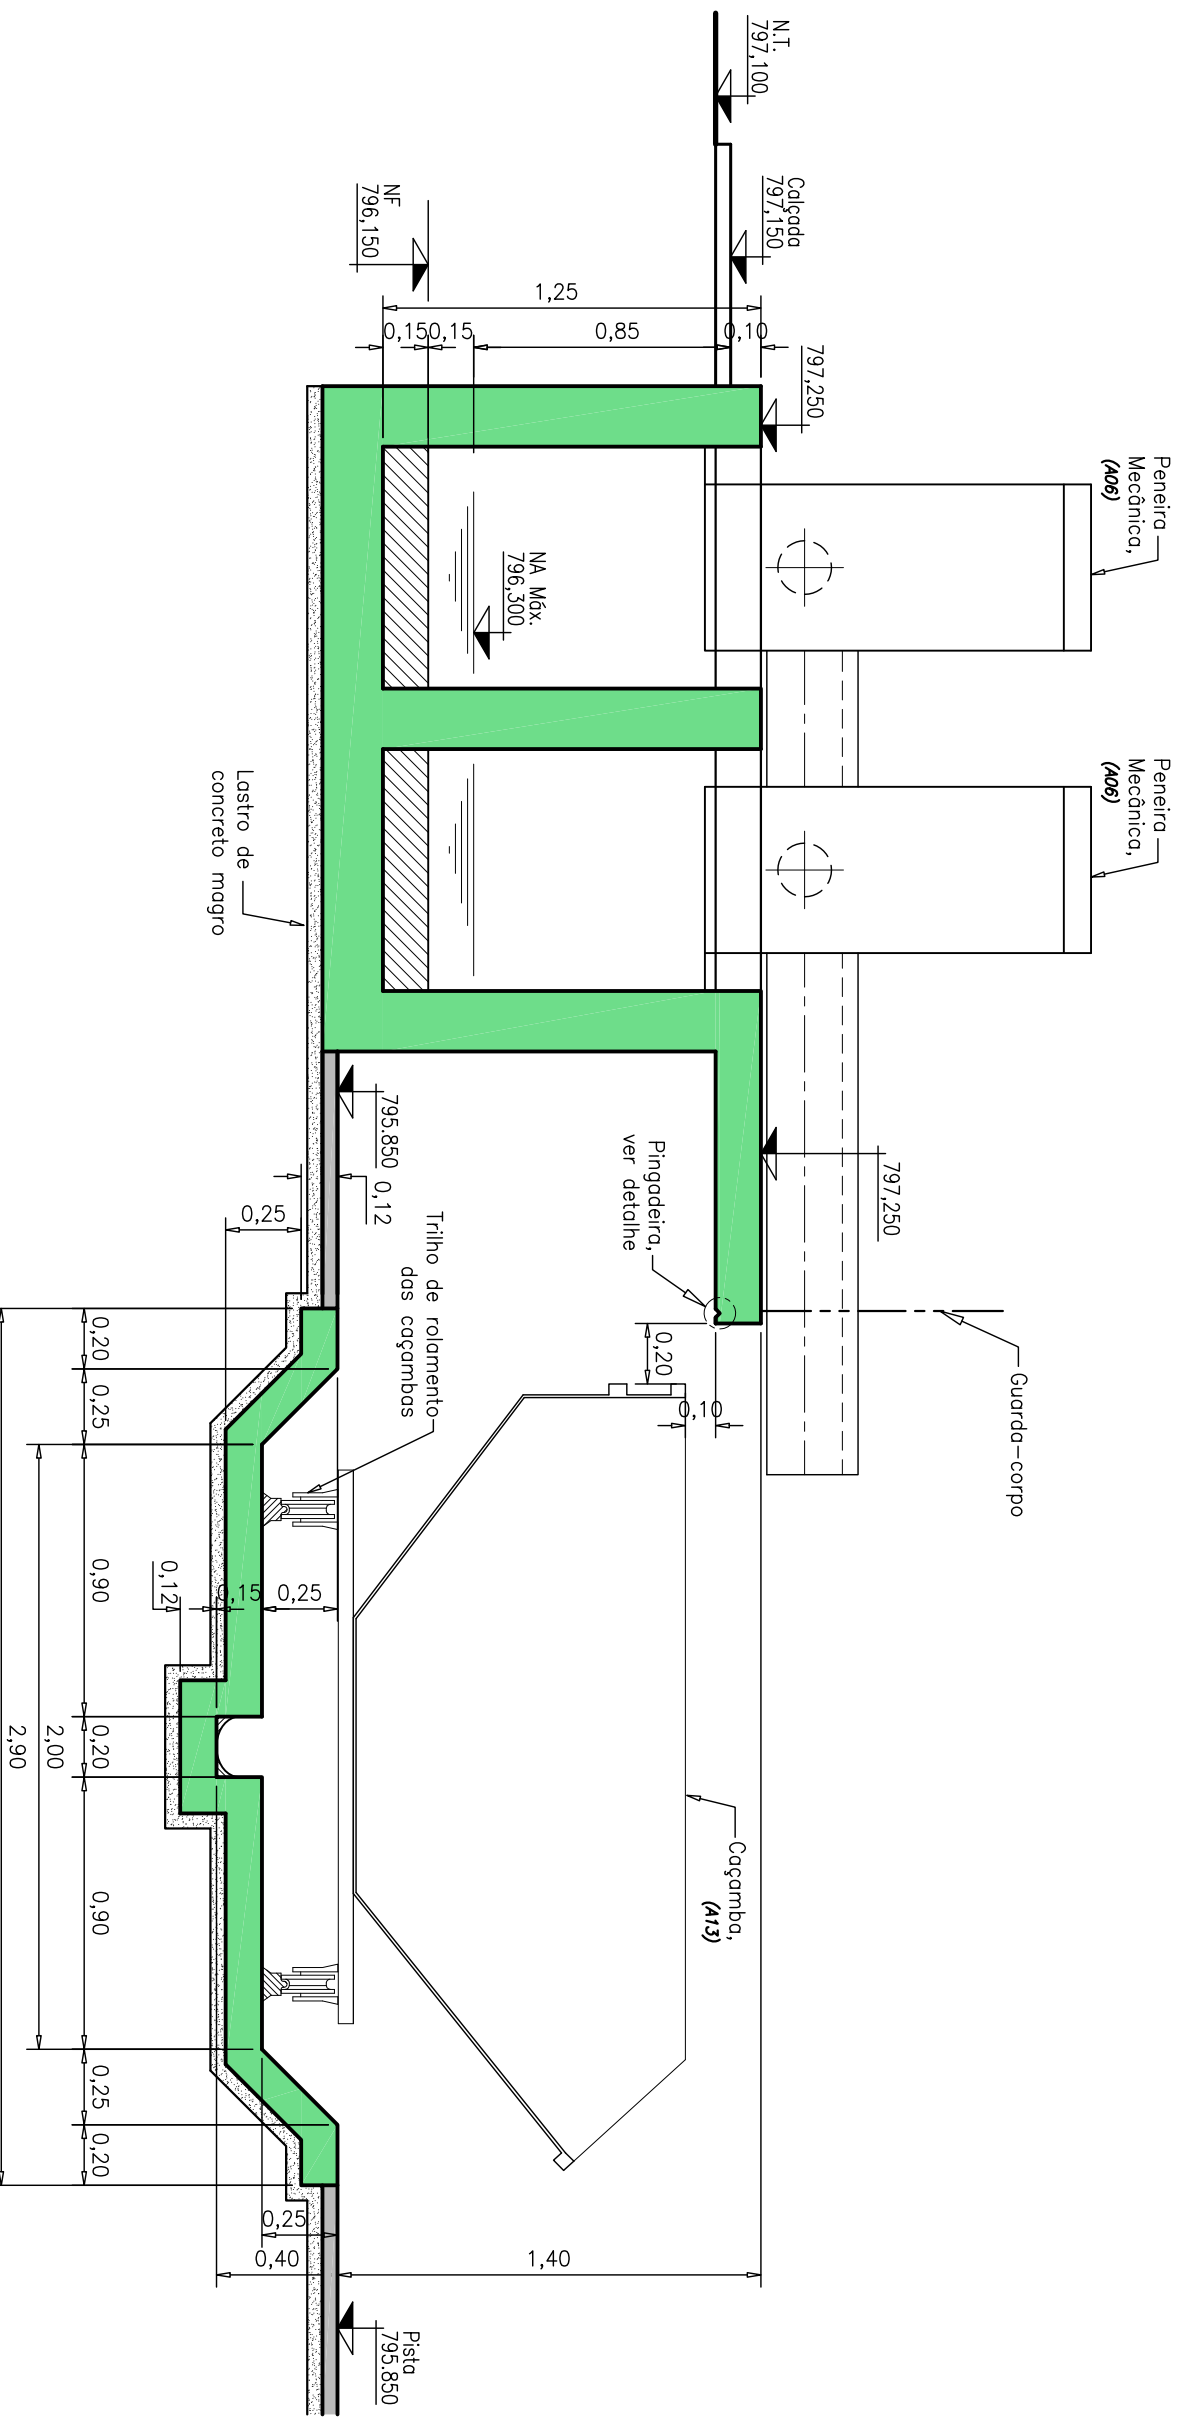 N.T.
797,100
Calçada
797,150
NF
796,150
1,25
0,15
0,15
0,85
0,10
797,250
Peneira
Mecânica,
(A06)
NA Máx.
796,300
Peneira
Mecânica,
(A06)
Lastro de
concreto magro
797,250
795.850
0,12
0,25
Pingadeira,
ver detalhe
Trilho de rolamento
das caçambas
Guarda-corpo
0,20
0,10
0,20
0,25
0,90
0,20
0,90
0,25
0,20
2,00
2,90
0,12
0,15
0,25
Caçamba,
(A13)
0,25
0,40
1,40
Pista
795.850